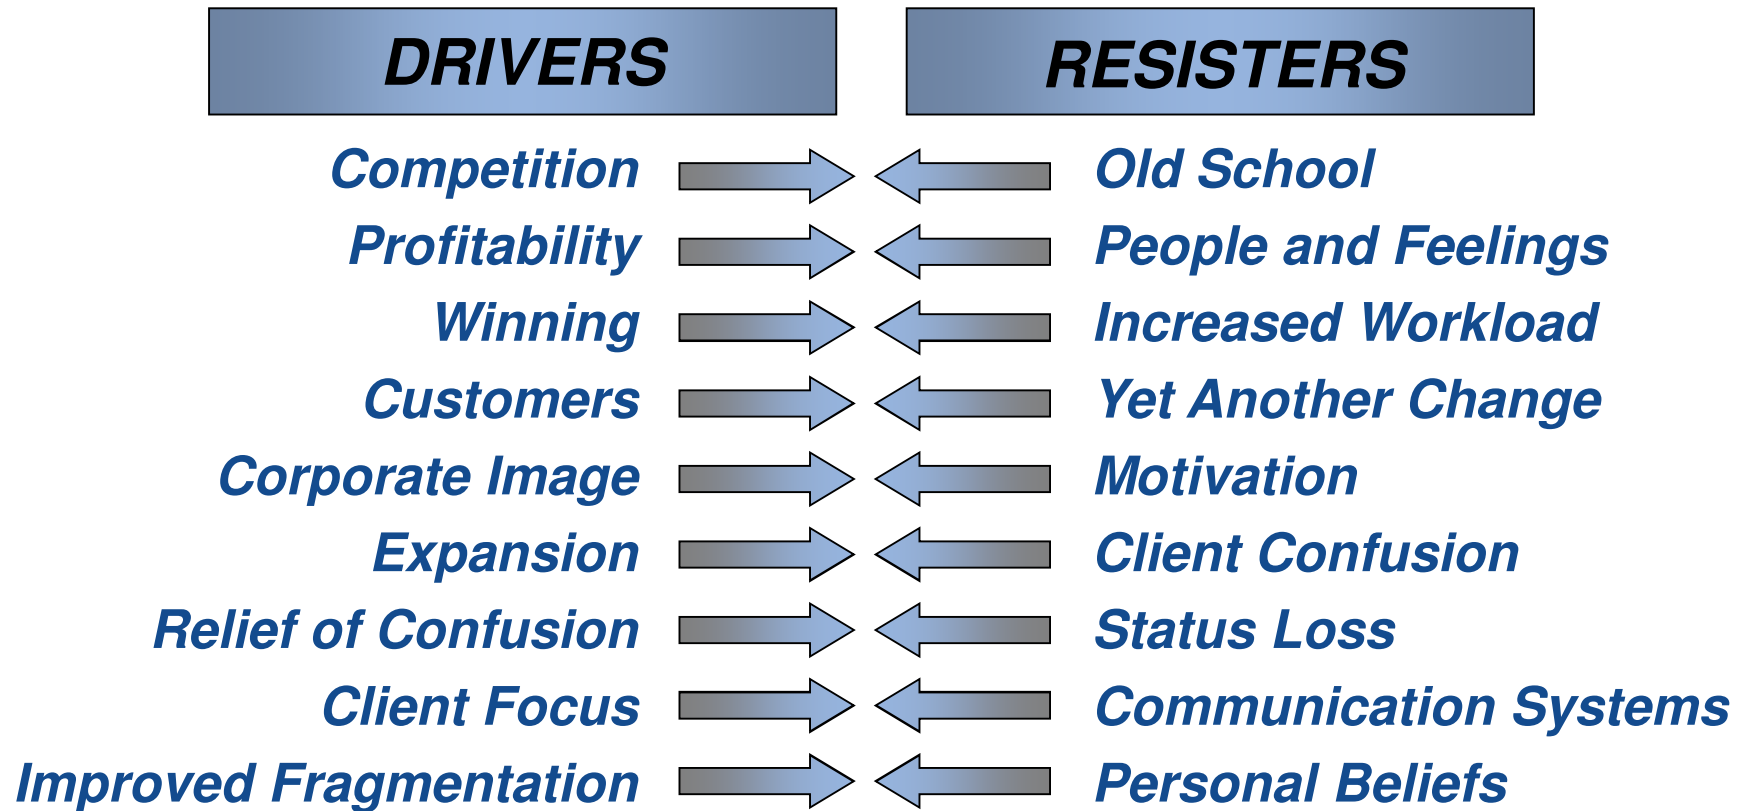 DRIVERS RESISTERS
Competition Old School
Profitability People and Feelings
Winning Increased Workload
Customers Yet Another Change
Corporate Image Motivation
Expansion Client Confusion
Relief of Confusion Status Loss
Client Focus Communication Systems
Improved Fragmentation Personal Beliefs